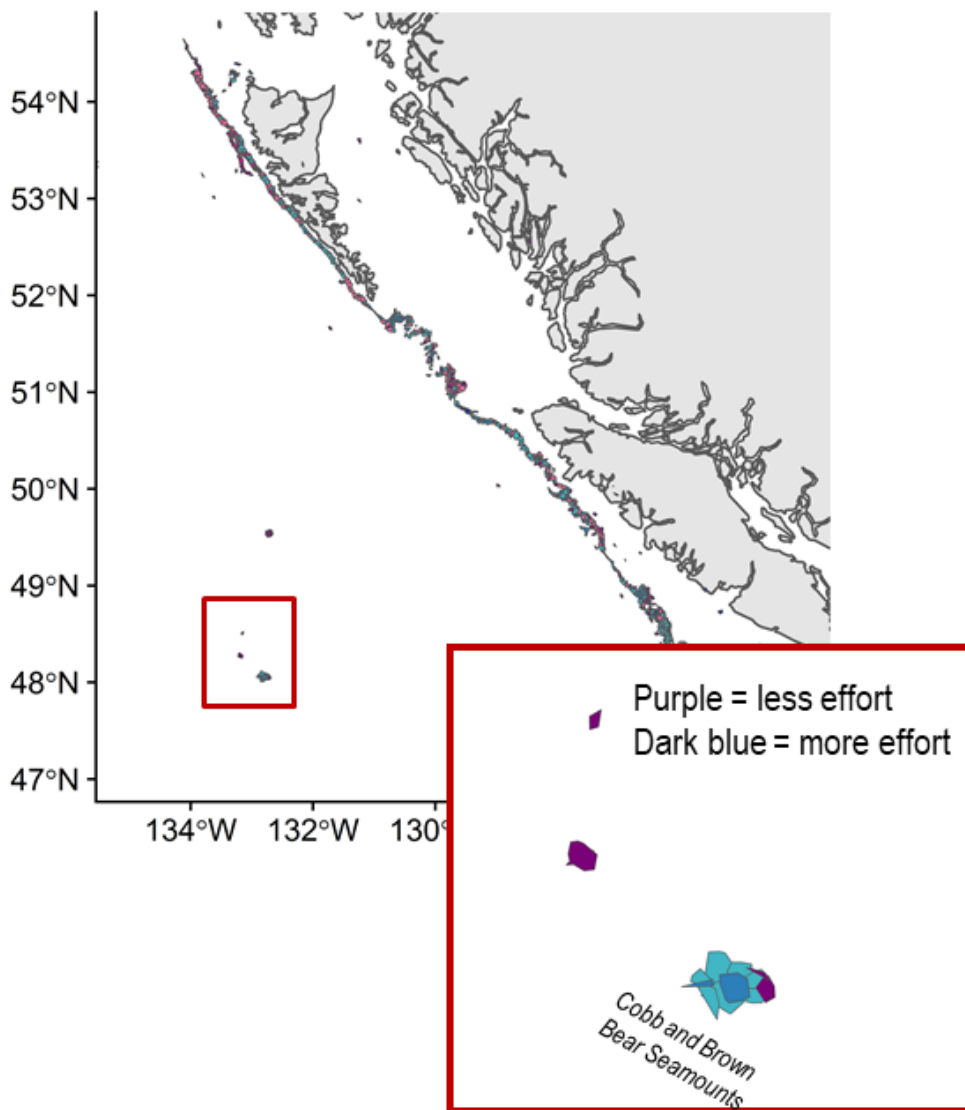 54°N
53°N
52°N
51°N
50°N
49°N
48°N
47°N
134°W 132°W 130°
Purple = less effort
Dark blue = more effort
Cobb and Brown
Bear Seamounts